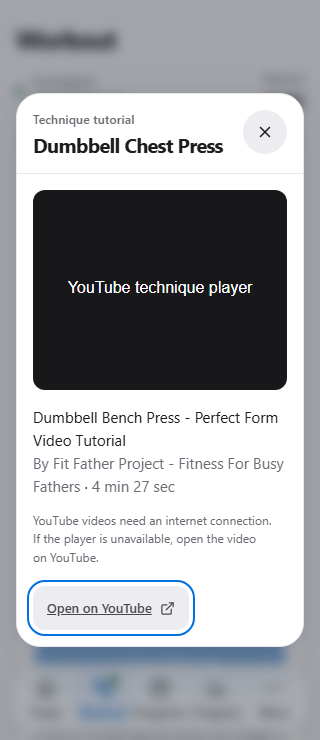 Workout
Technique tutorial
Dumbbell Chest Press
YouTube technique player
Dumbbell Bench Press - Perfect Form
Video Tutorial
By Fit Father Project - Fitness For Busy
Fathers · 4 min 27 sec
YouTube videos need an internet connection.
If the player is unavailable, open the video
on YouTube.
Open on YouTube